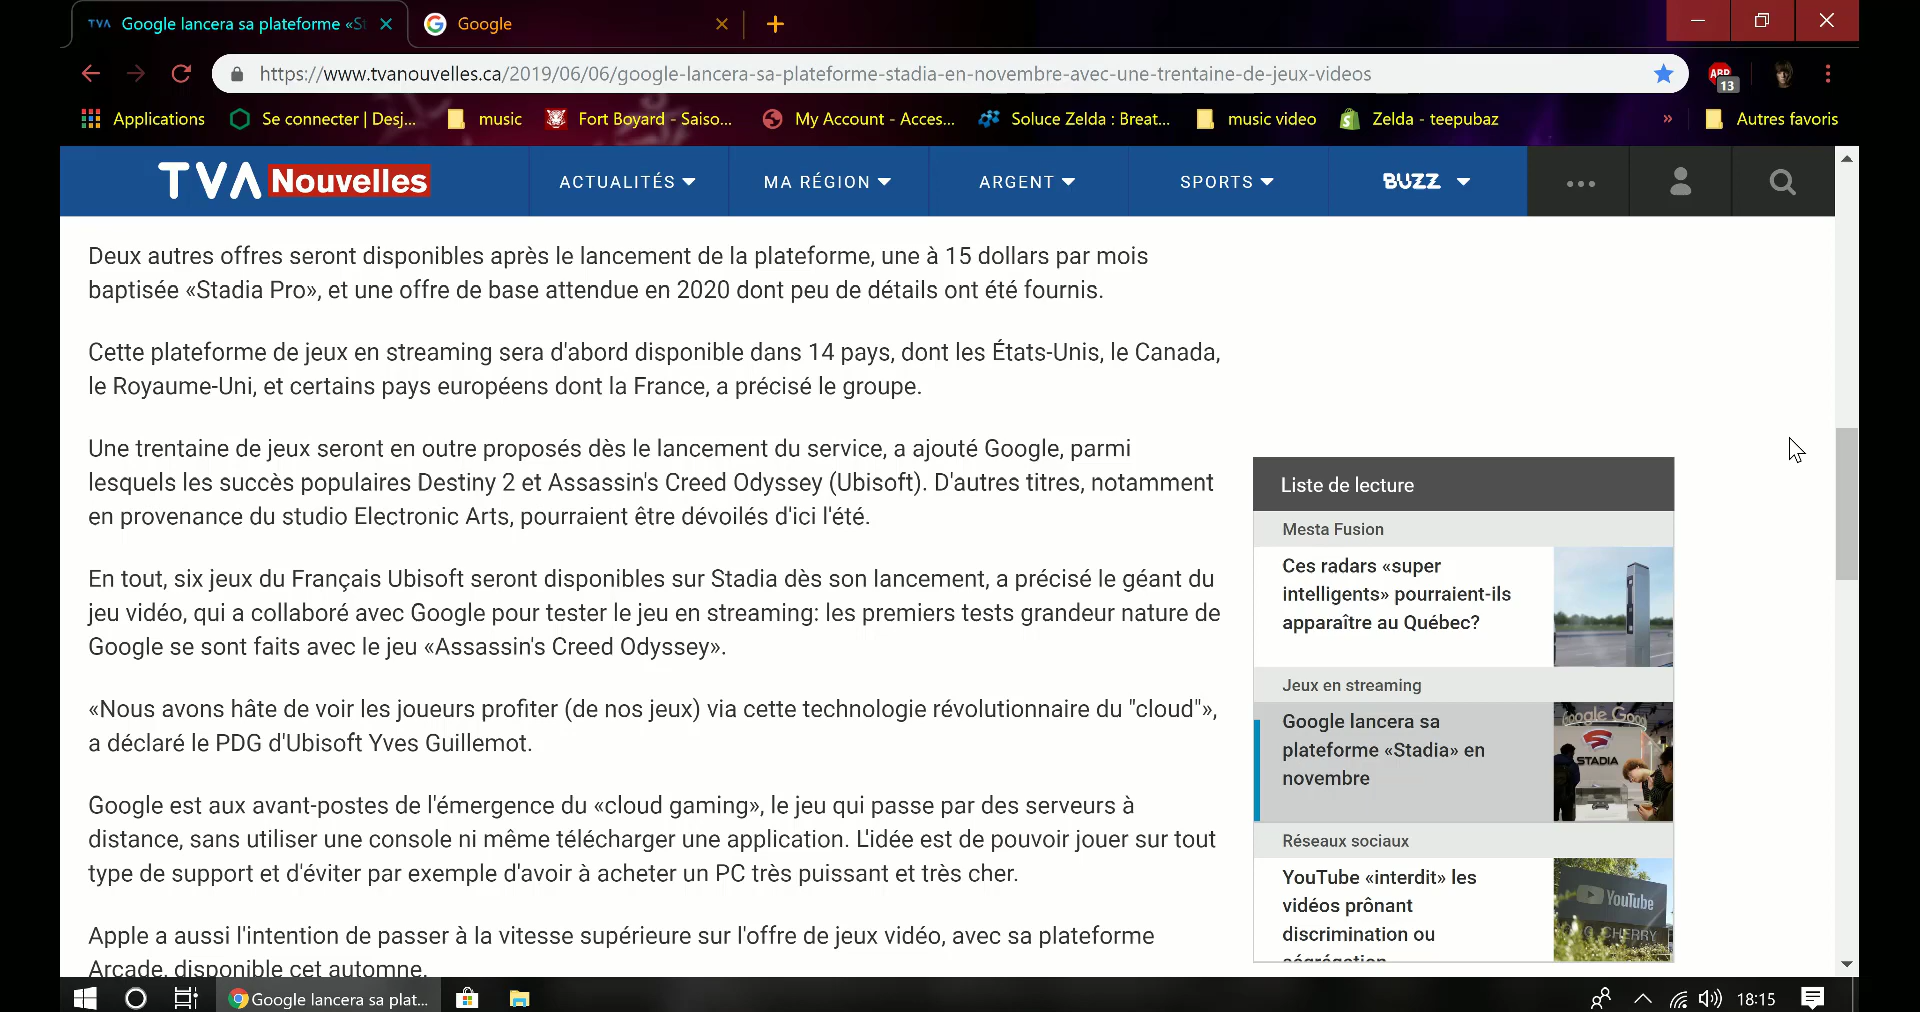 TVA Google lancera sa plateforme «St
Google
https://www.tvanouvelles.ca/2019/06/06/google-lancera-sa-plateforme-stadia-en-novembre-avec-une-trentaine-de-jeux-videos
ABP
13
Applications
Se connecter | Desj...
music
Fort Boyard - Saiso...
My Account - Acces...
Soluce Zelda : Breat...
music video
Zelda - teepubaz
»
Autres favoris
TVA Nouvelles
ACTUALITÉS
MA RÉGION
ARGENT
SPORTS
BUZZ
Deux autres offres seront disponibles après le lancement de la plateforme, une à 15 dollars par mois
baptisée «Stadia Pro», et une offre de base attendue en 2020 dont peu de détails ont été fournis.
Cette plateforme de jeux en streaming sera d'abord disponible dans 14 pays, dont les États-Unis, le Canada,
le Royaume-Uni, et certains pays européens dont la France, a précisé le groupe.
Une trentaine de jeux seront en outre proposés dès le lancement du service, a ajouté Google, parmi
lesquels les succès populaires Destiny 2 et Assassin's Creed Odyssey (Ubisoft). D'autres titres, notamment
en provenance du studio Electronic Arts, pourraient être dévoilés d'ici l'été.
En tout, six jeux du Français Ubisoft seront disponibles sur Stadia dès son lancement, a précisé le géant du
jeu vidéo, qui a collaboré avec Google pour tester le jeu en streaming: les premiers tests grandeur nature de
Google se sont faits avec le jeu «Assassin's Creed Odyssey».
«Nous avons hâte de voir les joueurs profiter (de nos jeux) via cette technologie révolutionnaire du "cloud"»,
a déclaré le PDG d'Ubisoft Yves Guillemot.
Google est aux avant-postes de l'émergence du «cloud gaming», le jeu qui passe par des serveurs à
distance, sans utiliser une console ni même télécharger une application. L'idée est de pouvoir jouer sur tout
type de support et d'éviter par exemple d'avoir à acheter un PC très puissant et très cher.
Apple a aussi l'intention de passer à la vitesse supérieure sur l'offre de jeux vidéo, avec sa plateforme
Arcade, disponible cet automne.
Liste de lecture
Mesta Fusion
Ces radars «super
intelligents» pourraient-ils
apparaître au Québec?
Jeux en streaming
Google lancera sa
plateforme «Stadia» en
novembre
Google Goo
STADIA
Réseaux sociaux
YouTube «interdit» les
vidéos prônant
discrimination ou
ségrégation
YouTube
CHERRY
Google lancera sa plat...
18:15